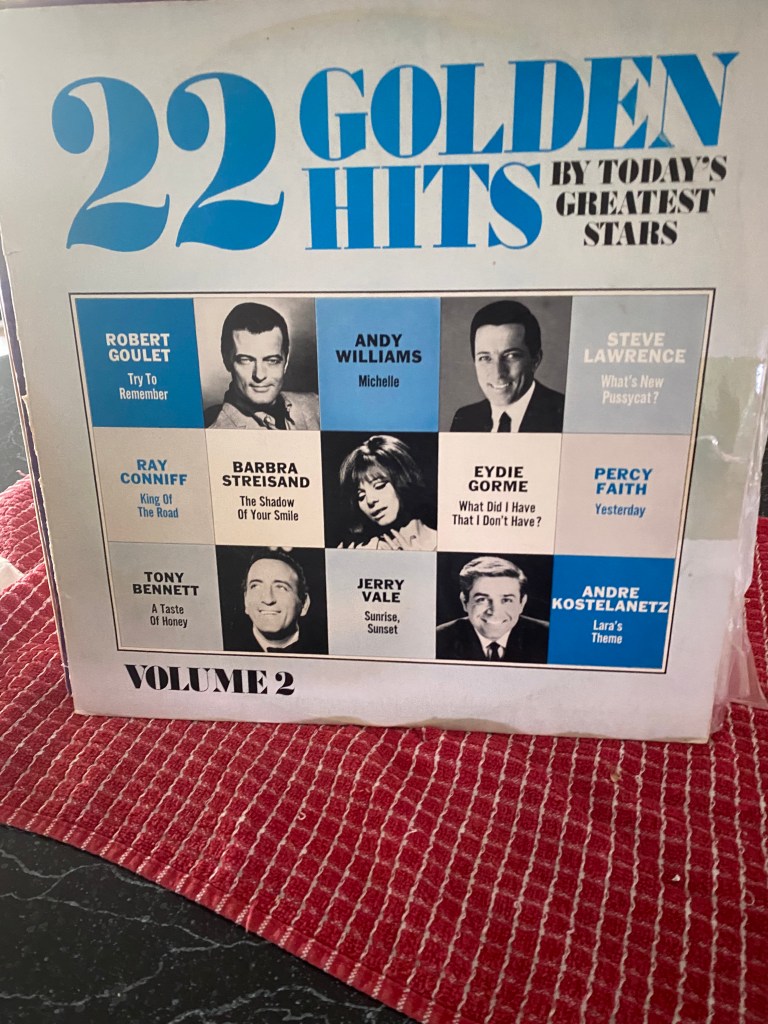 22 GOLDEN
HITS BY TODAY'S
GREATEST
STARS
ROBERT
GOULET
Try To
Remember
ANDY
WILLIAMS
Michelle
STEVE
LAWRENCE
What's New
Pussycat?
RAY
CONNIFF
King Of
The Road
BARBRA
STREISAND
The Shadow
Of Your Smile
EYDIE
GORME
What Did I Have
That I Don't Have?
PERCY
FAITH
Yesterday
TONY
BENNETT
A Taste
Of Honey
JERRY
VALE
Sunrise,
Sunset
ANDRE
KOSTELANETZ
Lara's
Theme
VOLUME 2